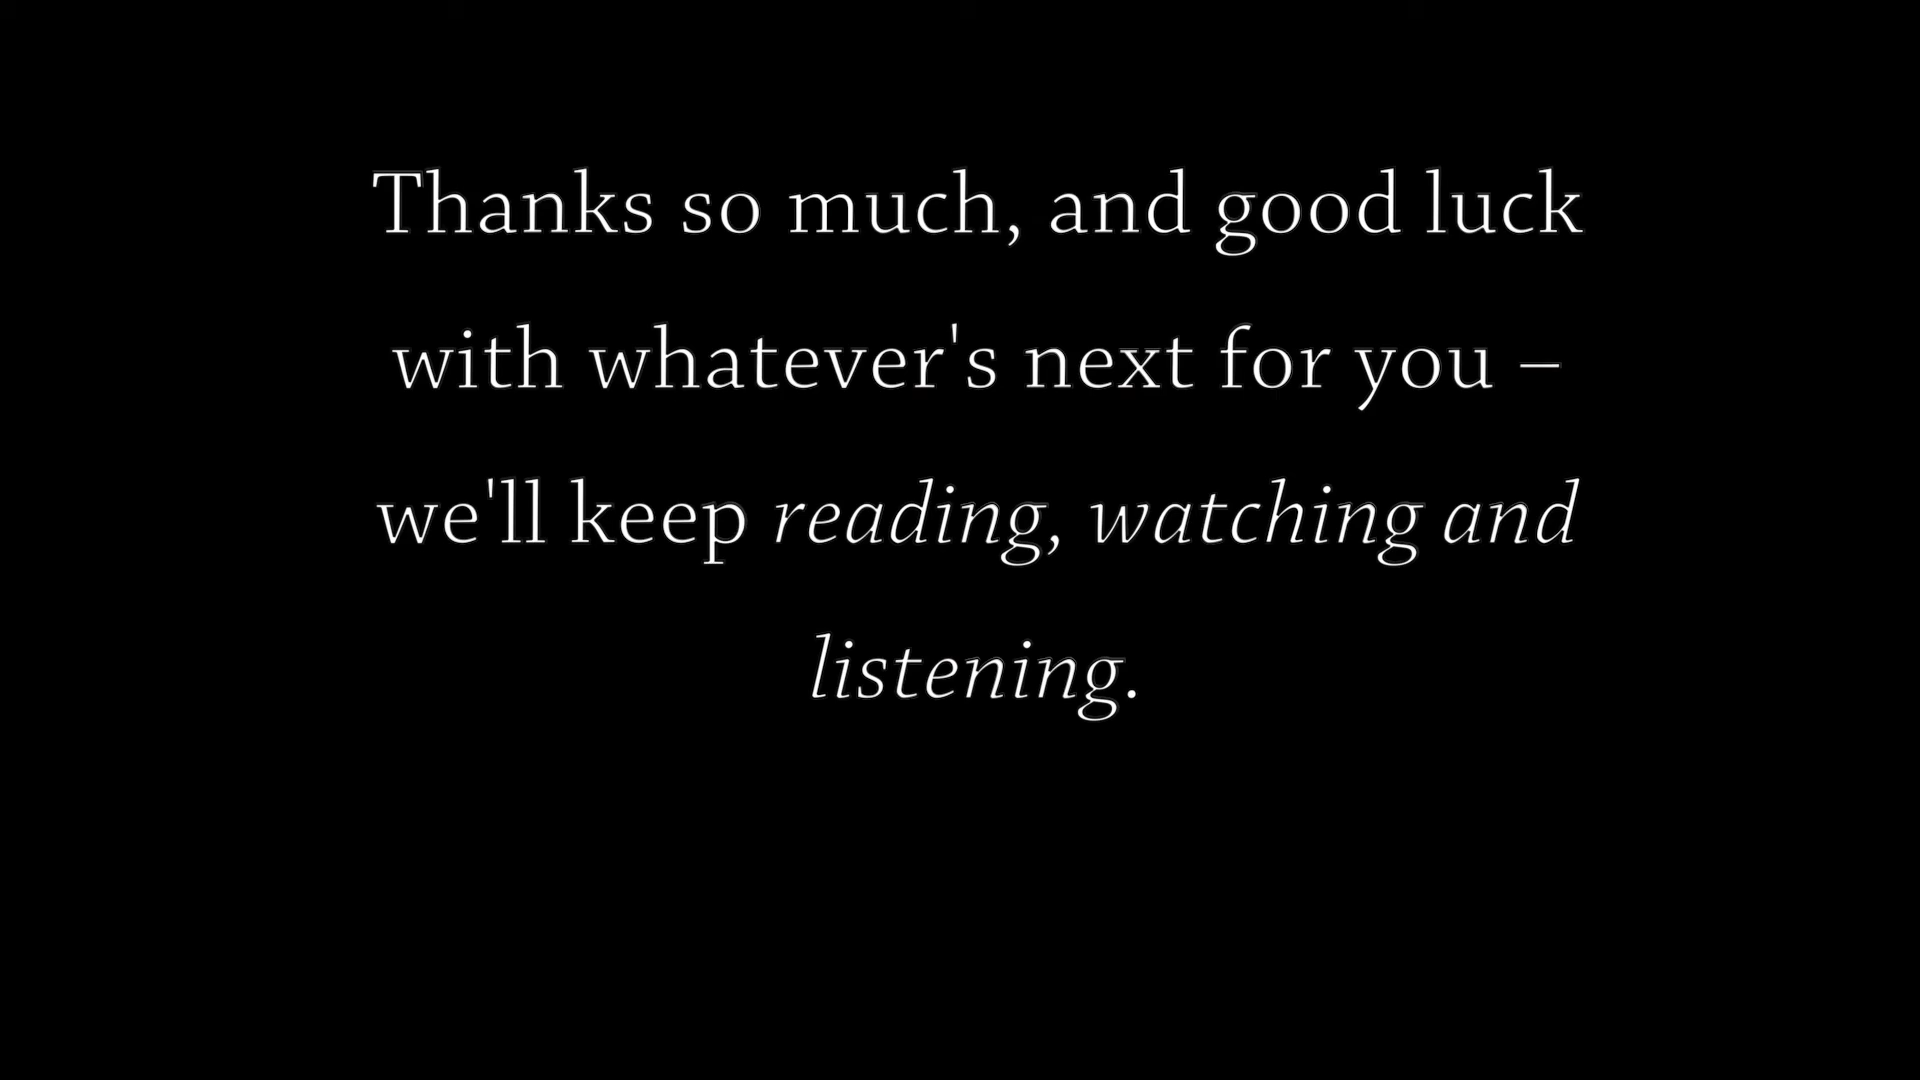 Thanks so much, and good luck
with whatever's next for you –
we'll keep reading, watching and
listening.